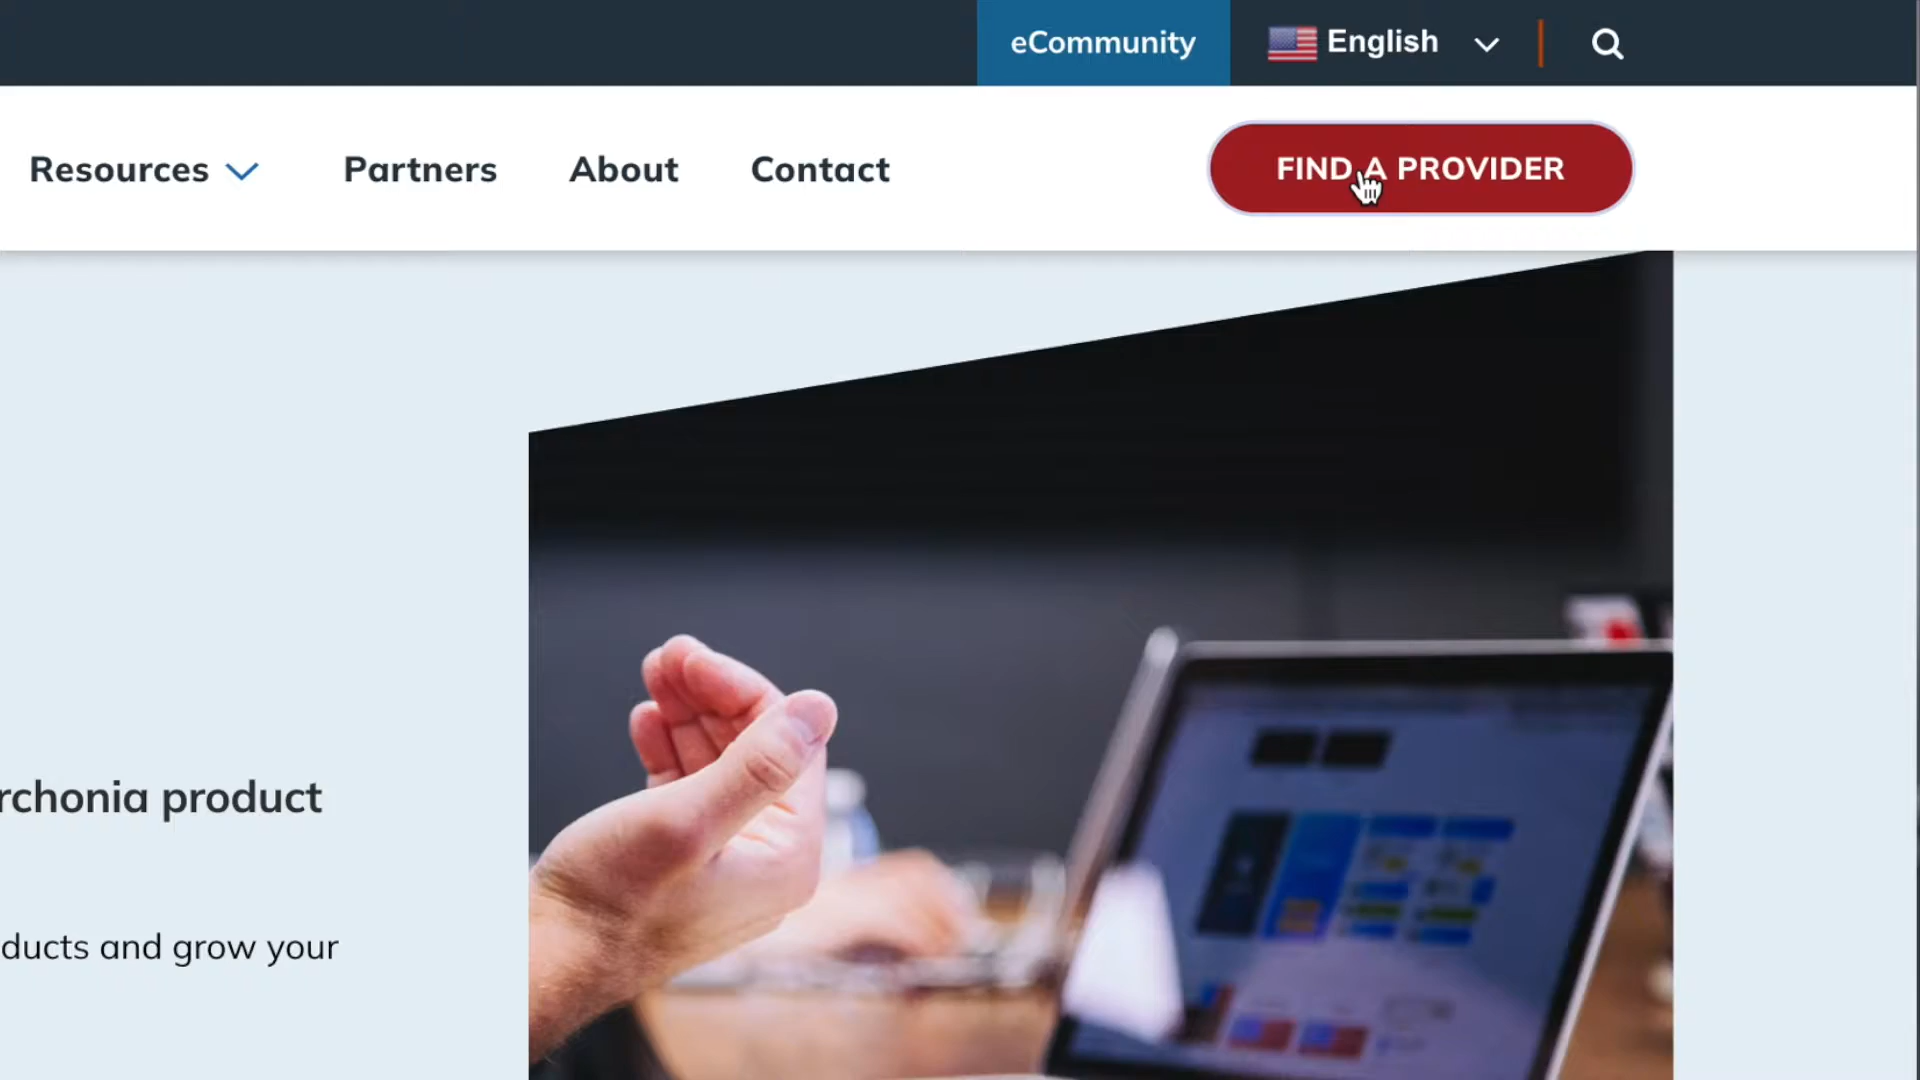 eCommunity
English
Resources
Partners
About
Contact
FIND A PROVIDER
rchonia product
ducts and grow your